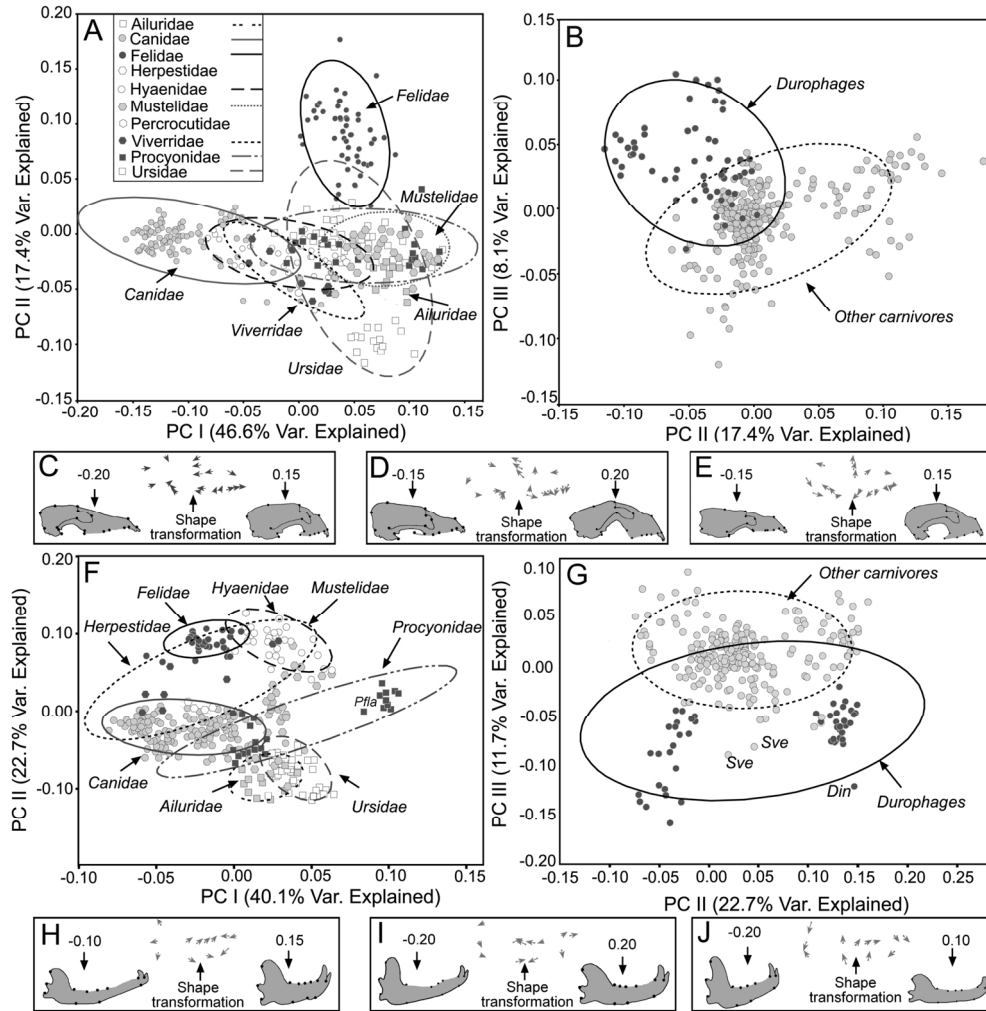 A
Ailuridae
Canidae
Felidae
Herpestidae
Hyaenidae
Mustelidae
Percrocutidae
Viverridae
Procyonidae
Ursidae
Felidae
Mustelidae
Canidae
Viverridae
Ailuridae
Ursidae
0.20
0.15
0.10
0.05
0.00
-0.05
-0.10
-0.15
PC II (17.4% Var. Explained)
-0.20 -0.15 -0.10 -0.05 0.00 0.05 0.10 0.15
PC I (46.6% Var. Explained)
B
Durophages
Other carnivores
0.15
0.10
0.05
0.00
-0.05
-0.10
-0.15
PC III (8.1% Var. Explained)
-0.15 -0.10 -0.05 0.00 0.05 0.10 0.15
PC II (17.4% Var. Explained)
C
-0.20 0.15
Shape
transformation
D
-0.15 0.20
Shape
transformation
E
-0.15 0.15
Shape
transformation
F
Felidae
Hyaenidae
Mustelidae
Herpestidae
Procyonidae
Pfla
Canidae
Ailuridae
Ursidae
0.20
0.10
0.00
-0.10
PC II (22.7% Var. Explained)
-0.10 -0.05 0.00 0.05 0.10 0.15
PC I (40.1% Var. Explained)
G
Other carnivores
Sve
Sve
Din
Durophages
0.10
0.05
0.00
-0.05
-0.10
-0.15
-0.20
PC III (11.7% Var. Explained)
-0.15 -0.10 -0.05 0.00 0.05 0.10 0.15 0.20 0.25
PC II (22.7% Var. Explained)
H
-0.10 0.15
Shape
transformation
I
-0.20 0.20
Shape
transformation
J
-0.20 0.10
Shape
transformation